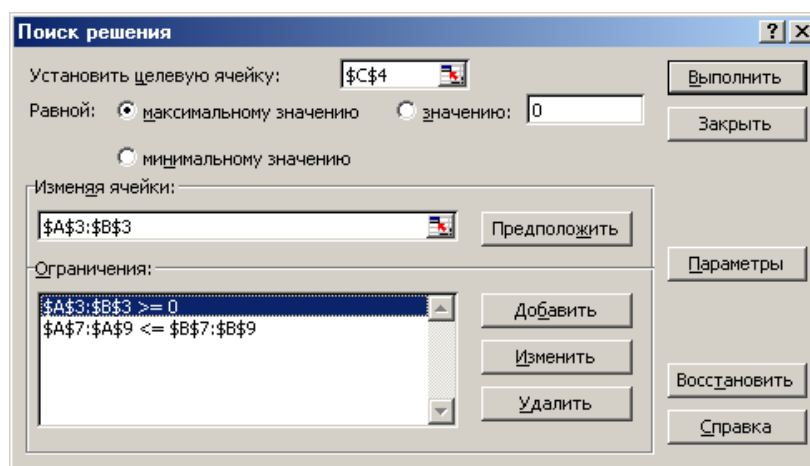 Поиск решения
Установить целевую ячейку: $C$4
Выполнить
Равной: максимальному значению значению: 0
Закрыть
минимальному значению
Изменяя ячейки:
$A$3:$B$3
Предположить
Параметры
Ограничения:
$A$3:$B$3 >= 0
$A$7:$A$9 <= $B$7:$B$9
Добавить
Изменить
Удалить
Восстановить
Справка